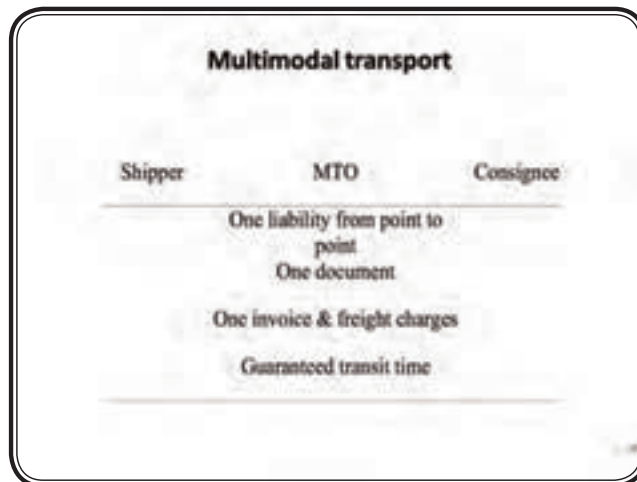 Multimodal transport
Shipper MTO Consignee
One liability from point to
point
One document
One invoice & freight charges
Guaranteed transit time